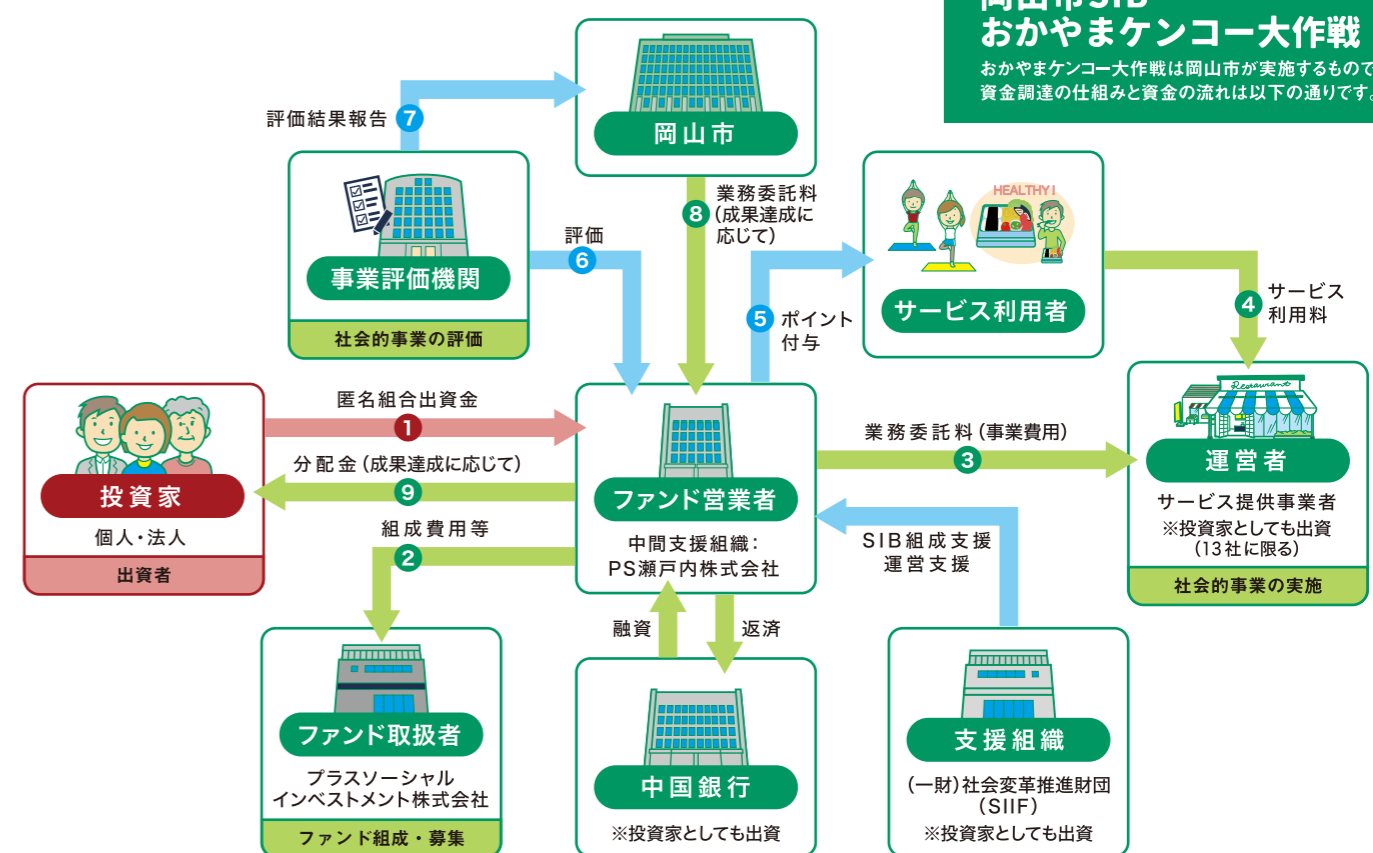 岡山市SIB
おかやまケンコー大作戦
おかやまケンコー大作戦は岡山市が実施するもので
資金調達の仕組みと資金の流れは以下の通りです。
岡山市
評価結果報告 7
事業評価機関
社会的事業の評価
評価
6
8 業務委託料
(成果達成に
応じて)
5 ポイント
付与
HEALTHY!
サービス利用者
4 サービス
利用料
投資家
個人・法人
出資者
匿名組合出資金
1
分配金(成果達成に応じて)
9
組成費用等
2
ファンド営業者
中間支援組織:
PS瀬戸内株式会社
業務委託料(事業費用)
3
Restaurant
運営者
サービス提供事業者
※投資家としても出資
(13社に限る)
社会的事業の実施
SIB組成支援
運営支援
融資
返済
ファンド取扱者
プラスソーシャル
インベストメント株式会社
ファンド組成・募集
中国銀行
※投資家としても出資
支援組織
(一財)社会変革推進財団
(SIIF)
※投資家としても出資